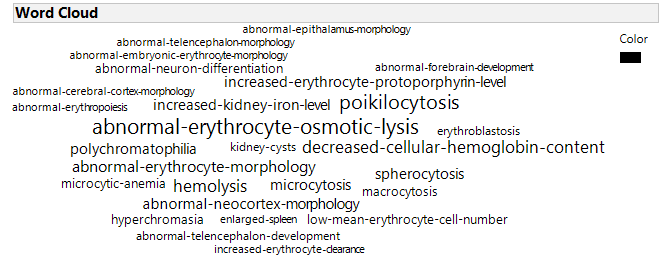 Word Cloud
abnormal-epithalamus-morphology
Color
abnormal-telencephalon-morphology
abnormal-embryonic-erythrocyte-morphology
abnormal-neuron-differentiation abnormal-forebrain-development
increased-erythrocyte-protoporphyrin-level
abnormal-cerebral-cortex-morphology
abnormal-erythropoiesis increased-kidney-iron-level poikilocytosis
abnormal-erythrocyte-osmotic-lysis erythroblastosis
polychromatophilia kidney-cysts decreased-cellular-hemoglobin-content
abnormal-erythrocyte-morphology spherocytosis
microcytic-anemia hemolysis microcytosis macrocytosis
abnormal-neocortex-morphology
hyperchromasia enlarged-spleen low-mean-erythrocyte-cell-number
abnormal-telencephalon-development
increased-erythrocyte-clearance